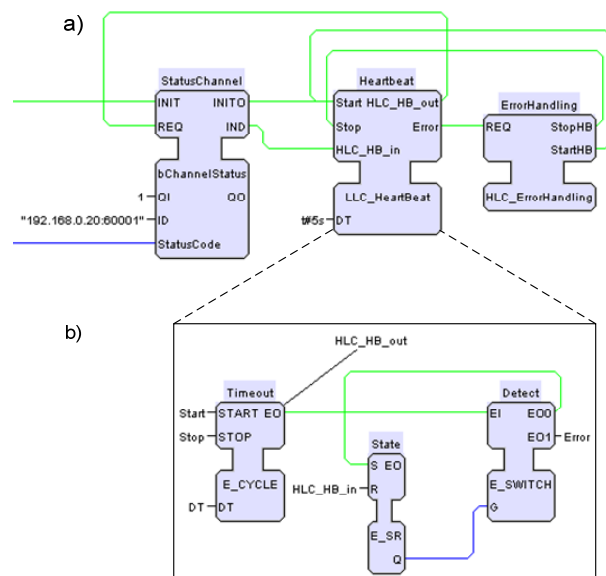 a)
StatusChannel
INIT INITO
REQ IND
bChannelStatus
1 QI QO
"192.168.0.20:60001" ID
StatusCode
Heartbeat
Start HLC_HB_out
Stop Error
HLC_HB_in
LLC_HeartBeat
t#5s DT
ErrorHandling
REQ StopHB
StartHB
HLC_ErrorHandling
b)
HLC_HB_out
Timeout
Start START EO
Stop STOP
E_CYCLE
DT DT
State
S EO
HLC_HB_in R
E_SR
Q
Detect
EI EO0
EO1 Error
E_SWITCH
G